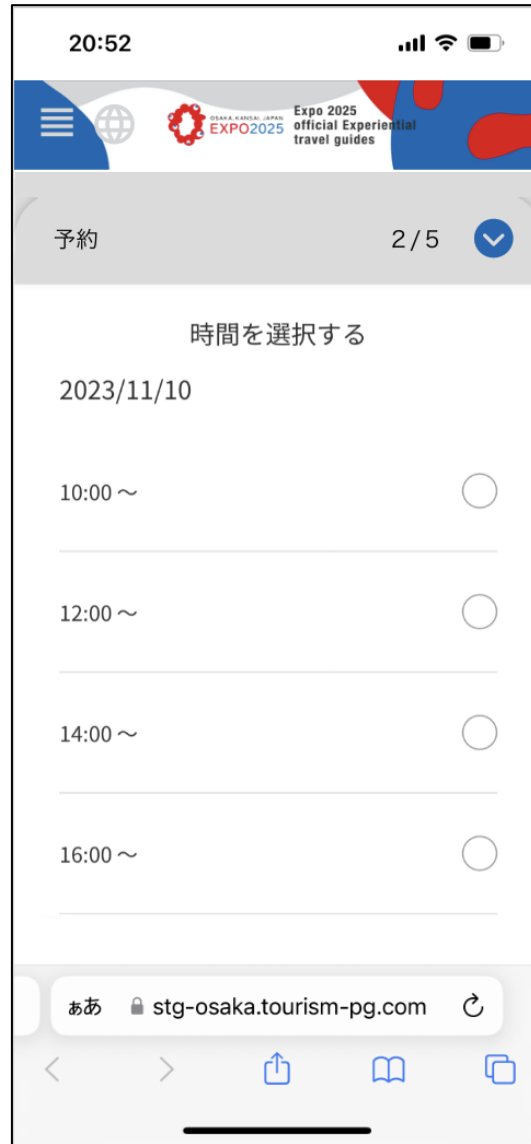 20:52
OSAKA, KANSAI, JAPAN
EXPO2025
Expo 2025
official Experiential
travel guides
予約
2/5
時間を選択する
2023/11/10
10:00～
12:00～
14:00～
16:00～
ぁあ
stg-osaka.tourism-pg.com